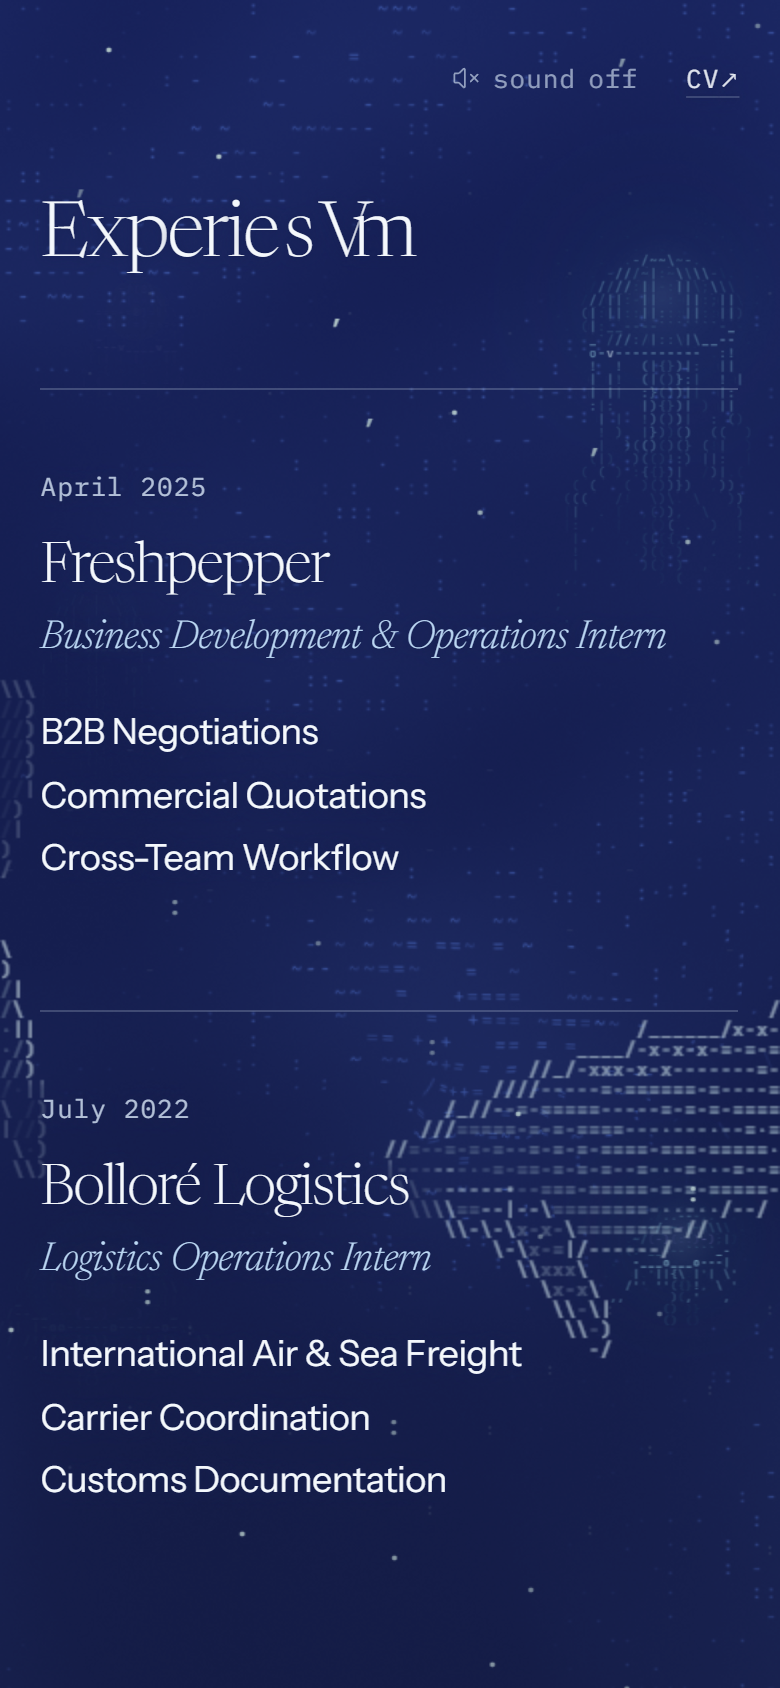 sound off CV↗
Experie s Vm
April 2025
Freshpepper
Business Development & Operations Intern
B2B Negotiations
Commercial Quotations
Cross-Team Workflow
July 2022
Bolloré Logistics
Logistics Operations Intern
International Air & Sea Freight
Carrier Coordination
Customs Documentation